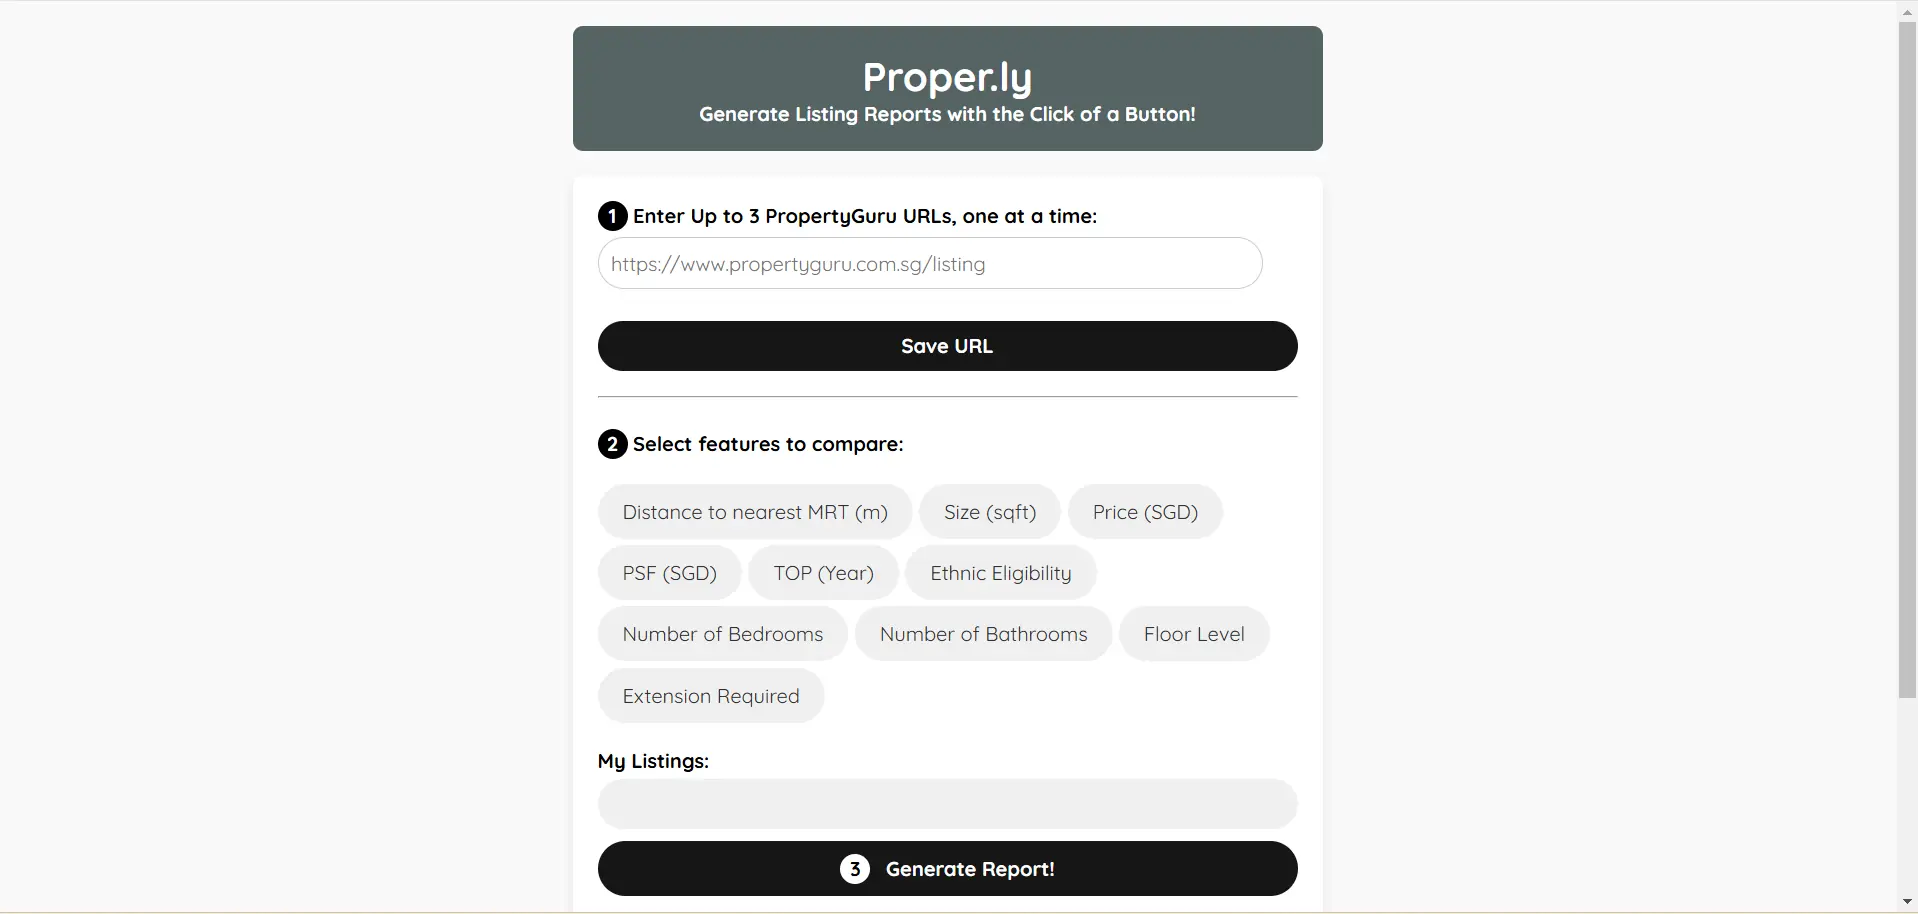 Proper.ly
Generate Listing Reports with the Click of a Button!
1 Enter Up to 3 PropertyGuru URLs, one at a time:
https://www.propertyguru.com.sg/listing
Save URL
2 Select features to compare:
Distance to nearest MRT (m) Size (sqft) Price (SGD)
PSF (SGD) TOP (Year) Ethnic Eligibility
Number of Bedrooms Number of Bathrooms Floor Level
Extension Required
My Listings:
3 Generate Report!